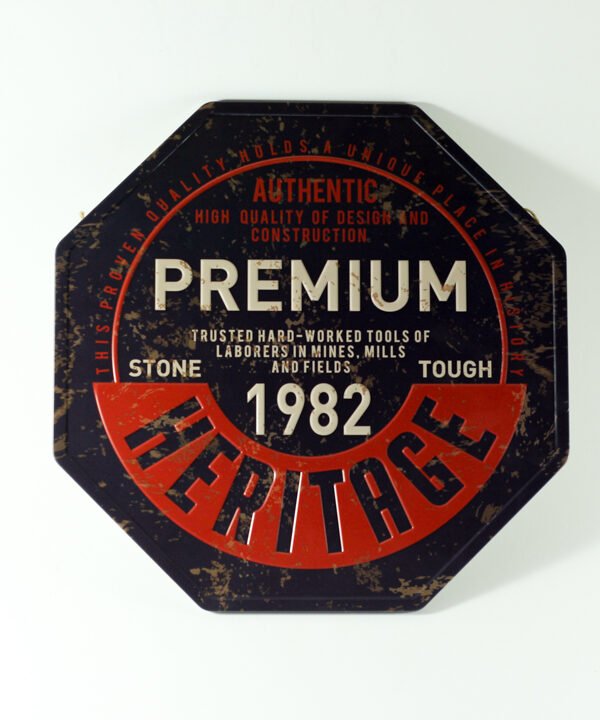 THIS PROVEN QUALITY HOLDS A UNIQUE PLACE IN HISTORY
AUTHENTIC
HIGH QUALITY OF DESIGN AND
CONSTRUCTION
PREMIUM
TRUSTED HARD-WORKED TOOLS OF
LABORERS IN MINES, MILLS
AND FIELDS
STONE TOUGH
1982
HERITAGE